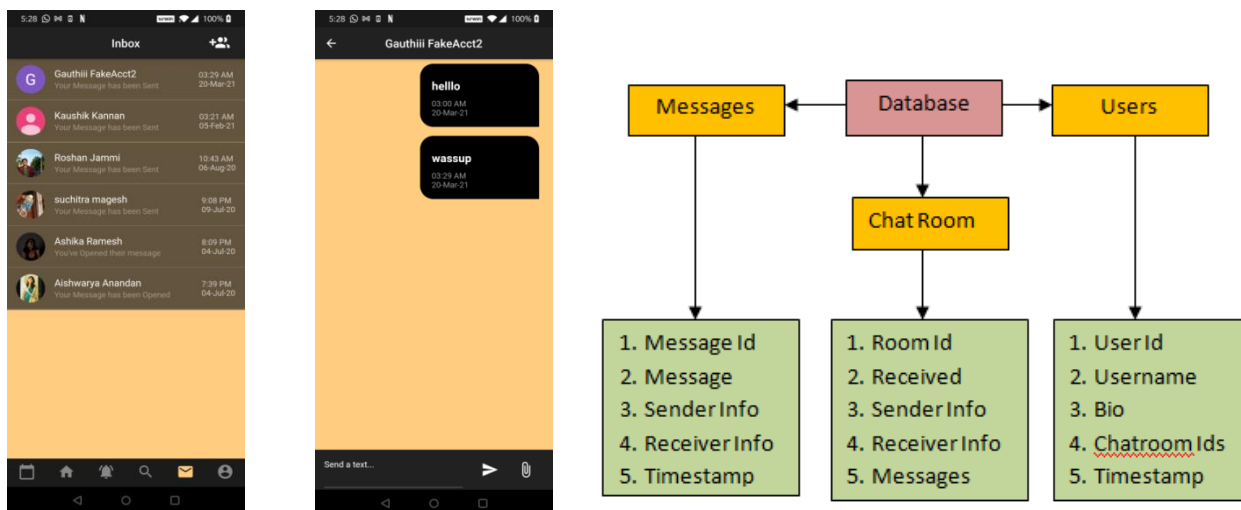 5:28 100%
Inbox
G Gauthiii FakeAcct2 03:29 AM
Your Message has been Sent 20-Mar-21
Kaushik Kannan 03:21 AM
Your Message has been Sent 05-Feb-21
Roshan Jammi 10:43 AM
Your Message has been Sent 06-Aug-20
suchitra magesh 9:08 PM
Your Message has been Sent 09-Jul-20
Ashika Ramesh 8:09 PM
You've Opened their message 04-Jul-20
Aishwarya Anandan 7:39 PM
Your Message has been Opened 04-Jul-20
5:28 100%
Gauthiii FakeAcct2
helllo
03:00 AM
20-Mar-21
wassup
03:29 AM
20-Mar-21
Send a text...
Messages Database Users
Chat Room
1. Message Id
2. Message
3. Sender Info
4. Receiver Info
5. Timestamp
1. Room Id
2. Received
3. Sender Info
4. Receiver Info
5. Messages
1. User Id
2. Username
3. Bio
4. Chatroom Ids
5. Timestamp